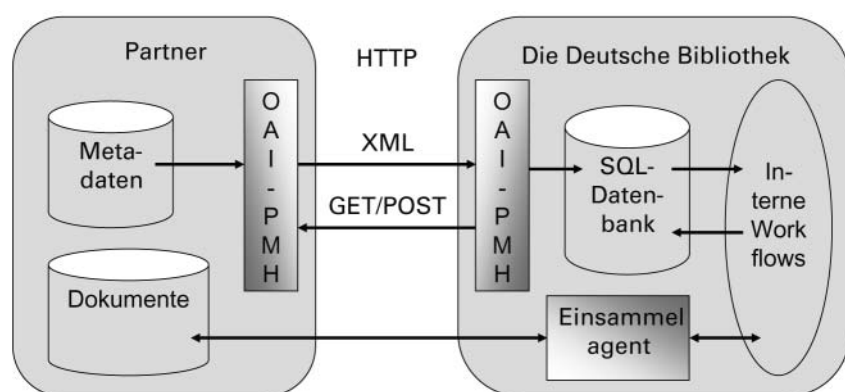 Partner
HTTP
Die Deutsche Bibliothek
Meta-
daten
O
A
I
-
P
M
H
XML
GET/POST
O
A
I
-
P
M
H
SQL-
Daten-
bank
In-
terne
Work
flows
Dokumente
Einsammel
agent